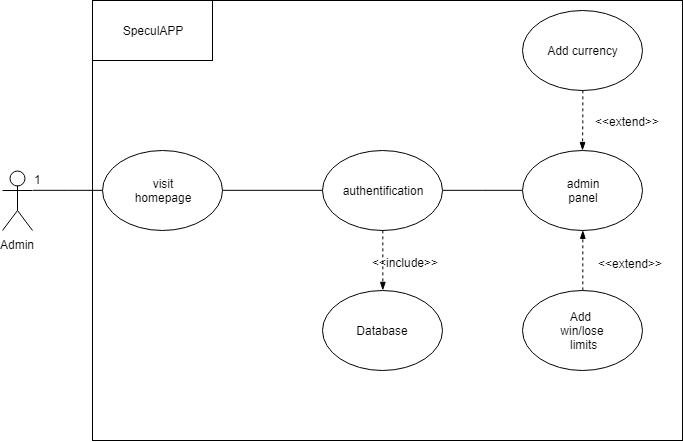 SpeculAPP
Add currency
<<extend>>
1
visit
homepage
authentification
admin
panel
Admin
<<include>>
<<extend>>
Database
Add
win/lose
limits